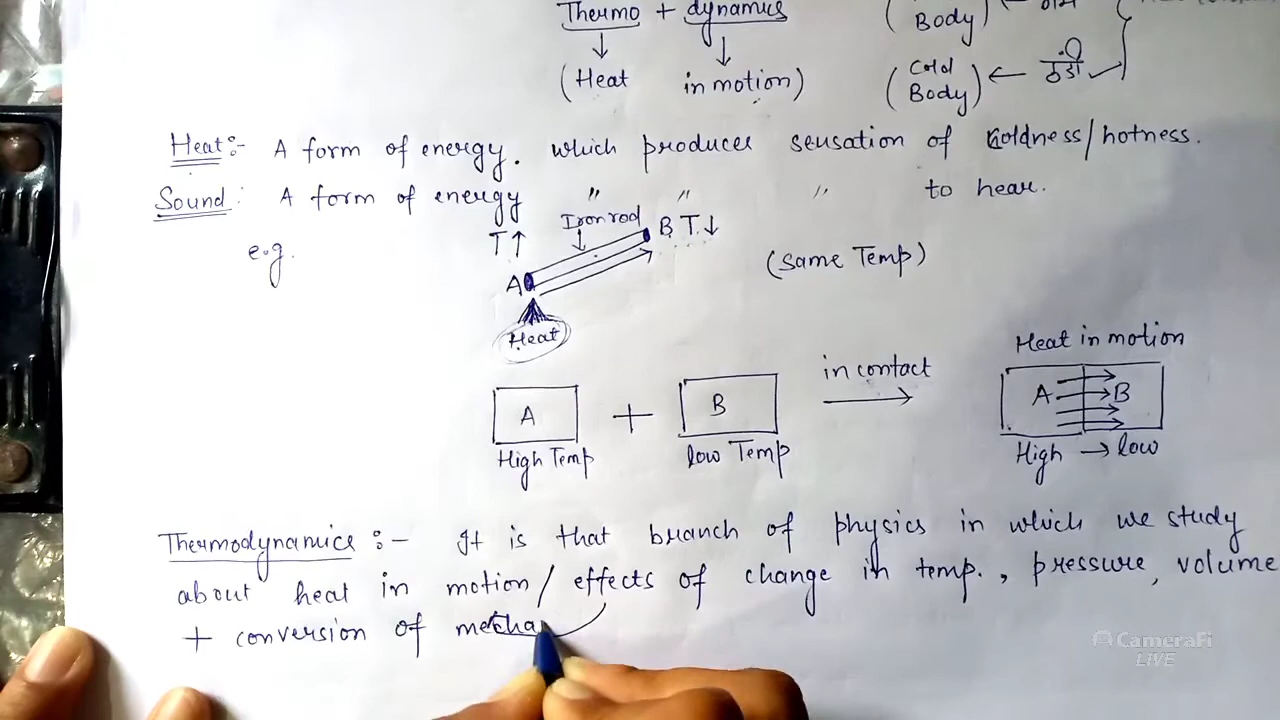 Thermo + dynamics
(Heat in motion)
Body)
(Cold Body) ← ठंडी
Heat:- A form of energy. which produces sensation of coldness/hotness.
Sound: A form of energy " " " to hear.
e.g.
T↑
Iron rod
B T.↓
A
Heat
(Same Temp)
A + B in contact →
High Temp
low Temp
Heat in motion
A B
High → low
Thermodynamics :- It is that branch of physics in which we study
about heat in motion / effects of change in temp., pressure, volume
+ conversion of mecha
CameraFi
LIVE